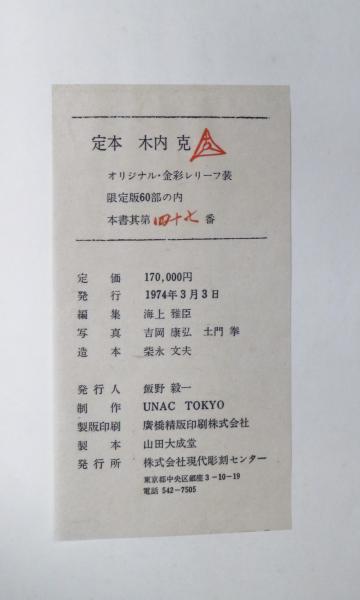 定本 木内 克
オリジナル・金彩レリーフ装
限定版60部の内
本書其第四十七番
定価 170,000円
発行 1974年3月3日
編集 海上 雅臣
写真 吉岡 康弘 土門 拳
造本 柴永 文夫
発行人 飯野 毅一
制作 UNAC TOKYO
製版印刷 廣橋精版印刷株式会社
製本 山田大成堂
発行所 株式会社現代彫刻センター
東京都中央区銀座3-10-19
電話 542-7505